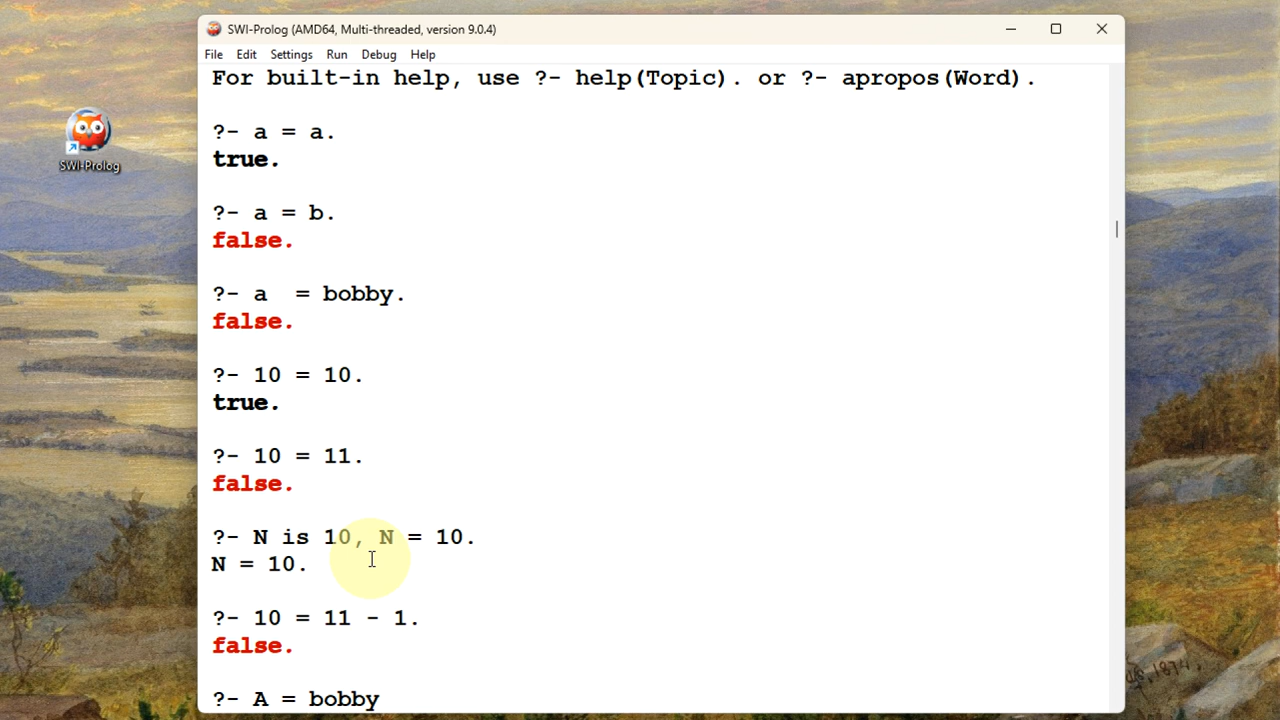 SWI-Prolog (AMD64, Multi-threaded, version 9.0.4)
File Edit Settings Run Debug Help
For built-in help, use ?- help(Topic). or ?- apropos(Word).
?- a = a.
true.
?- a = b.
false.
?- a  = bobby.
false.
?- 10 = 10.
true.
?- 10 = 11.
false.
?- N is 10, N = 10.
N = 10.
?- 10 = 11 - 1.
false.
?- A = bobby
SWI-Prolog